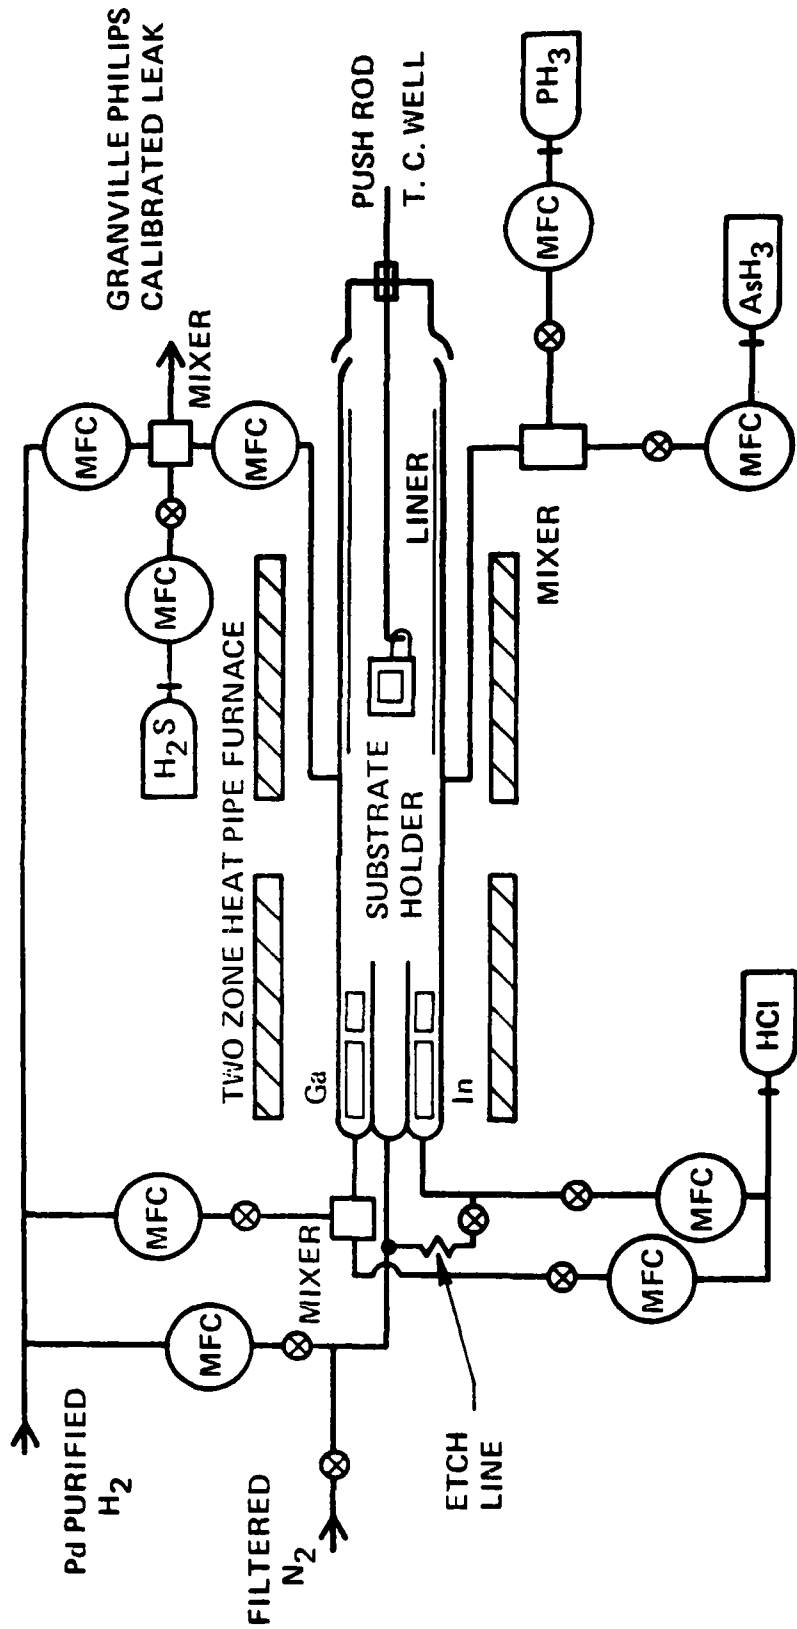 Pd PURIFIED
H2
FILTERED
N2
MFC
MFC
MIXER
ETCH
LINE
TWO ZONE HEAT PIPE FURNACE
Ga
In
MFC
MFC
HCl
H2S
MFC
MFC
MFC
MIXER
GRANVILLE PHILIPS
CALIBRATED LEAK
SUBSTRATE
HOLDER
LINER
PUSH ROD
T. C. WELL
MIXER
MFC
PH3
MFC
AsH3